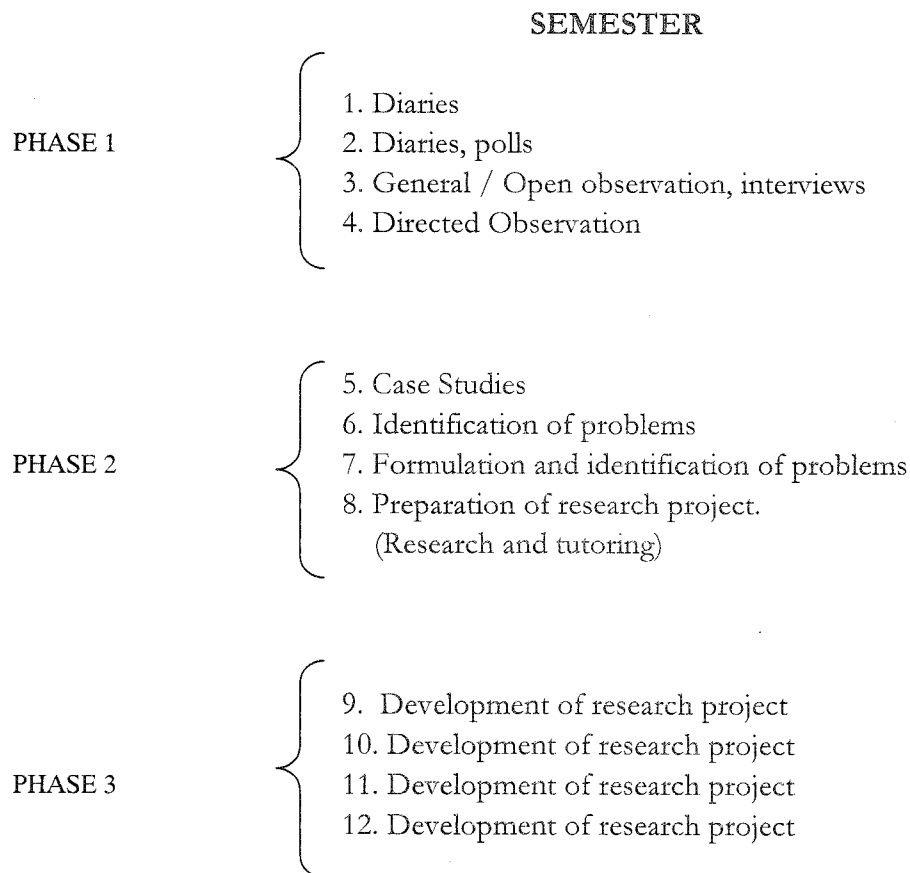 SEMESTER
PHASE 1
1. Diaries
2. Diaries, polls
3. General / Open observation, interviews
4. Directed Observation
PHASE 2
5. Case Studies
6. Identification of problems
7. Formulation and identification of problems
8. Preparation of research project.
(Research and tutoring)
PHASE 3
9. Development of research project
10. Development of research project
11. Development of research project
12. Development of research project